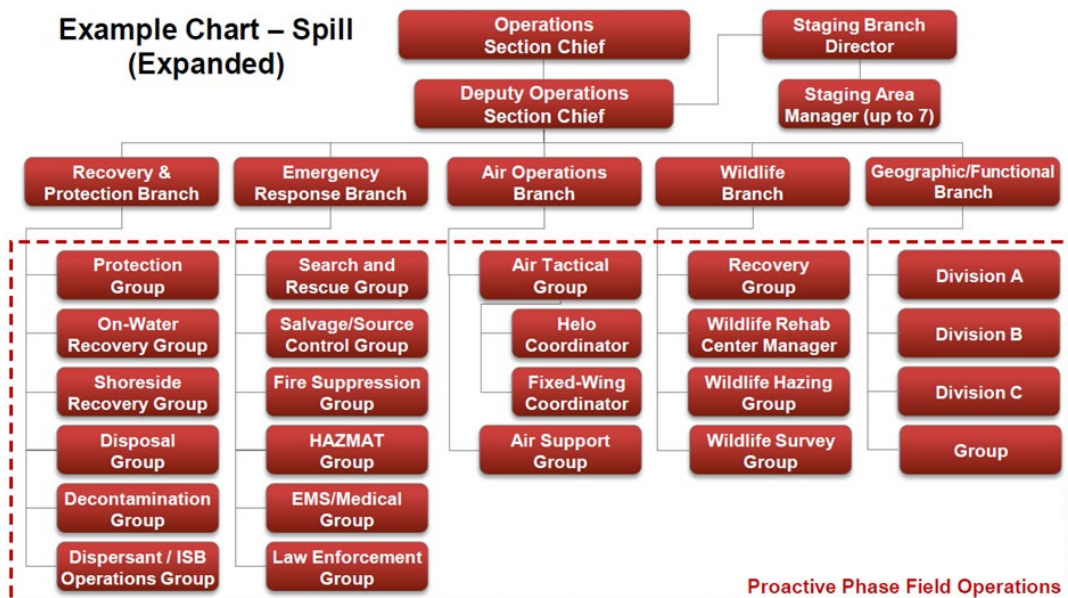 Example Chart – Spill
(Expanded)
Operations
Section Chief
Staging Branch
Director
Deputy Operations
Section Chief
Staging Area
Manager (up to 7)
Recovery &
Protection Branch
Emergency
Response Branch
Air Operations
Branch
Wildlife
Branch
Geographic/Functional
Branch
Protection
Group
On-Water
Recovery Group
Shoreside
Recovery Group
Disposal
Group
Decontamination
Group
Dispersant / ISB
Operations Group
Search and
Rescue Group
Salvage/Source
Control Group
Fire Suppression
Group
HAZMAT
Group
EMS/Medical
Group
Law Enforcement
Group
Air Tactical
Group
Helo
Coordinator
Fixed-Wing
Coordinator
Air Support
Group
Recovery
Group
Wildlife Rehab
Center Manager
Wildlife Hazing
Group
Wildlife Survey
Group
Division A
Division B
Division C
Group
Proactive Phase Field Operations